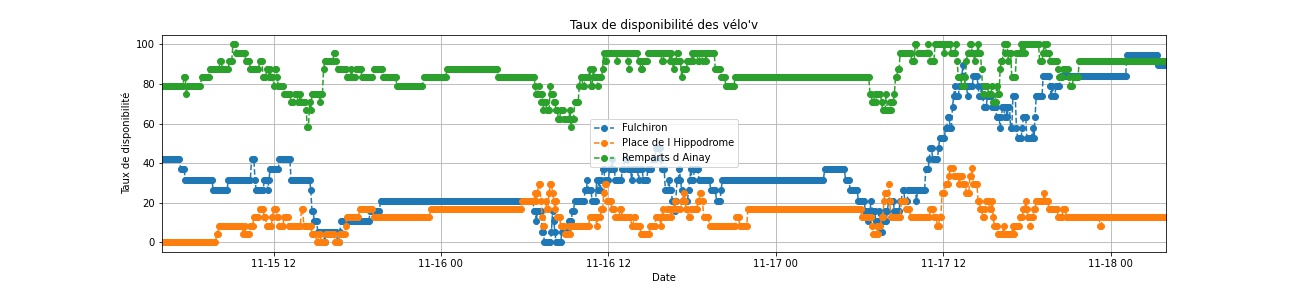 Taux de disponibilité des vélo'v
Taux de disponibilité
100
80
60
40
20
0
Fulchiron
Place de l Hippodrome
Remparts d Ainay
11-15 12
11-16 00
11-16 12
11-17 00
11-17 12
11-18 00
Date